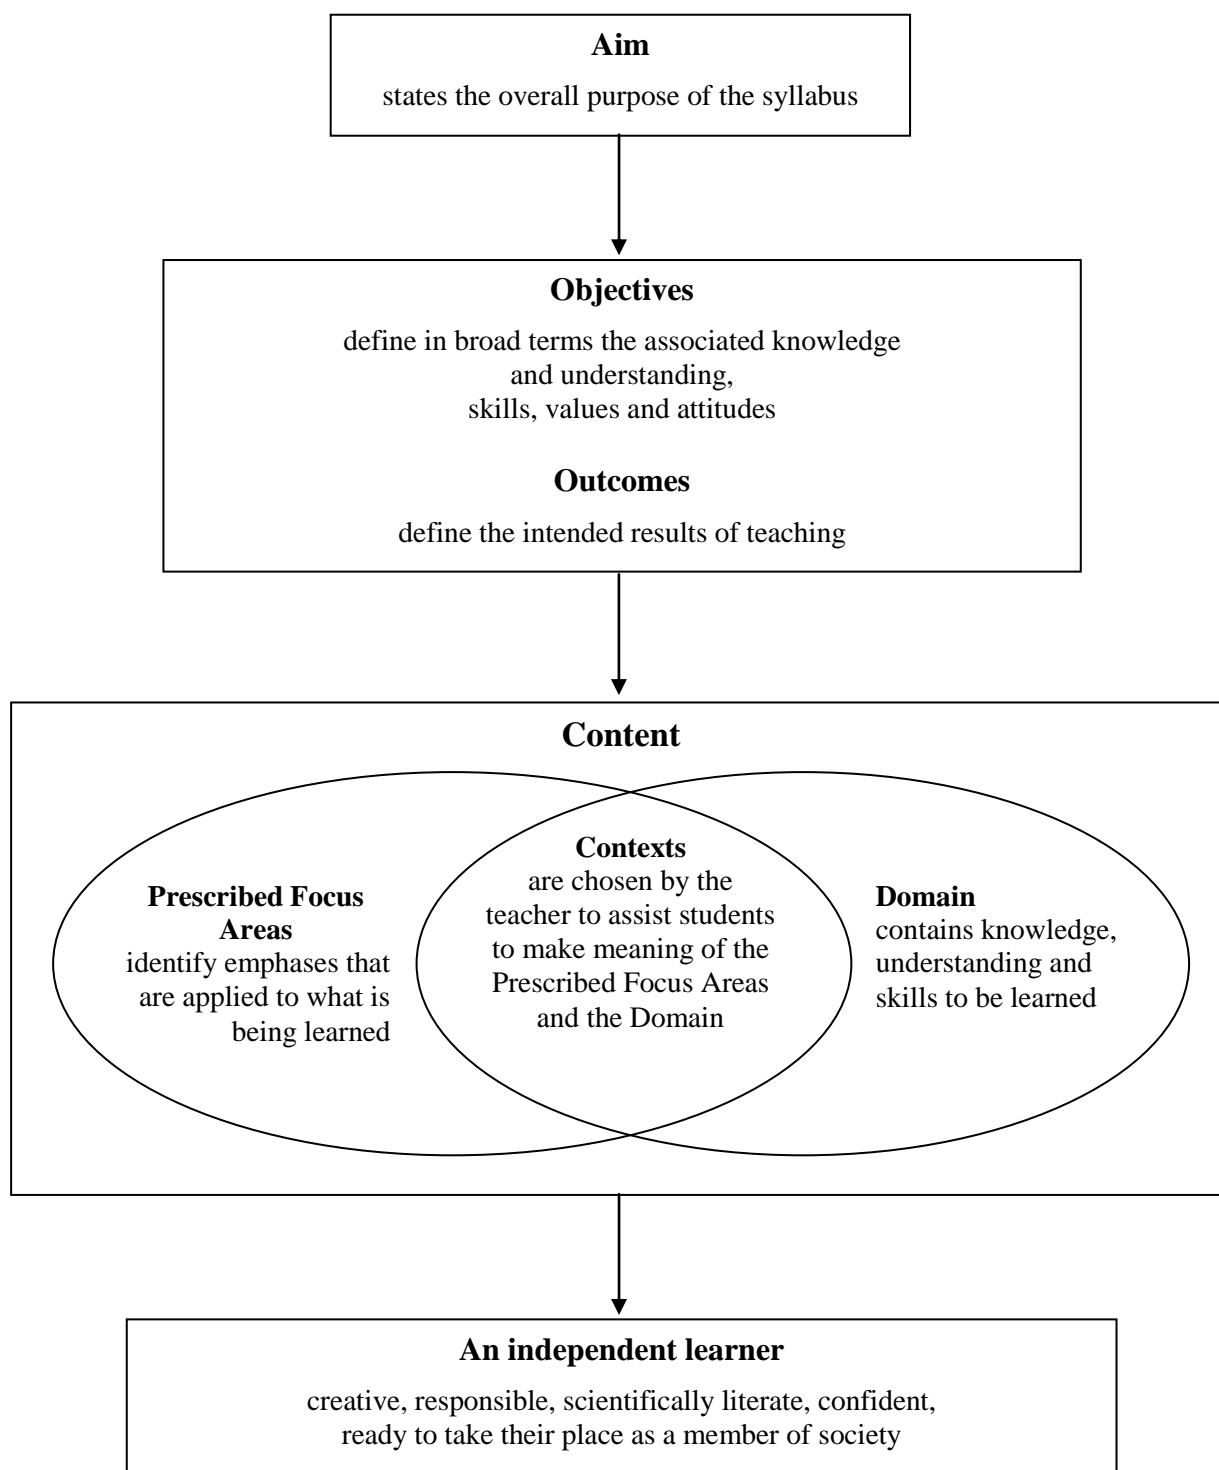 Aim
states the overall purpose of the syllabus
Objectives
define in broad terms the associated knowledge
and understanding,
skills, values and attitudes
Outcomes
define the intended results of teaching
Content
Prescribed Focus
Areas
identify emphases that
are applied to what is
being learned
Contexts
are chosen by the
teacher to assist students
to make meaning of the
Prescribed Focus Areas
and the Domain
Domain
contains knowledge,
understanding and
skills to be learned
An independent learner
creative, responsible, scientifically literate, confident,
ready to take their place as a member of society